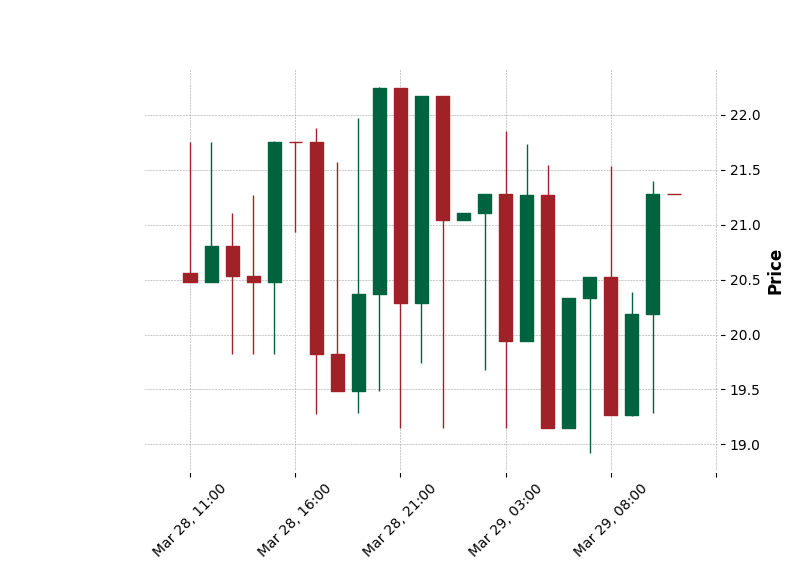 22.0
21.5
21.0
20.5
20.0
19.5
19.0
Price
Mar 28, 11:00
Mar 28, 16:00
Mar 28, 21:00
Mar 29, 03:00
Mar 29, 08:00